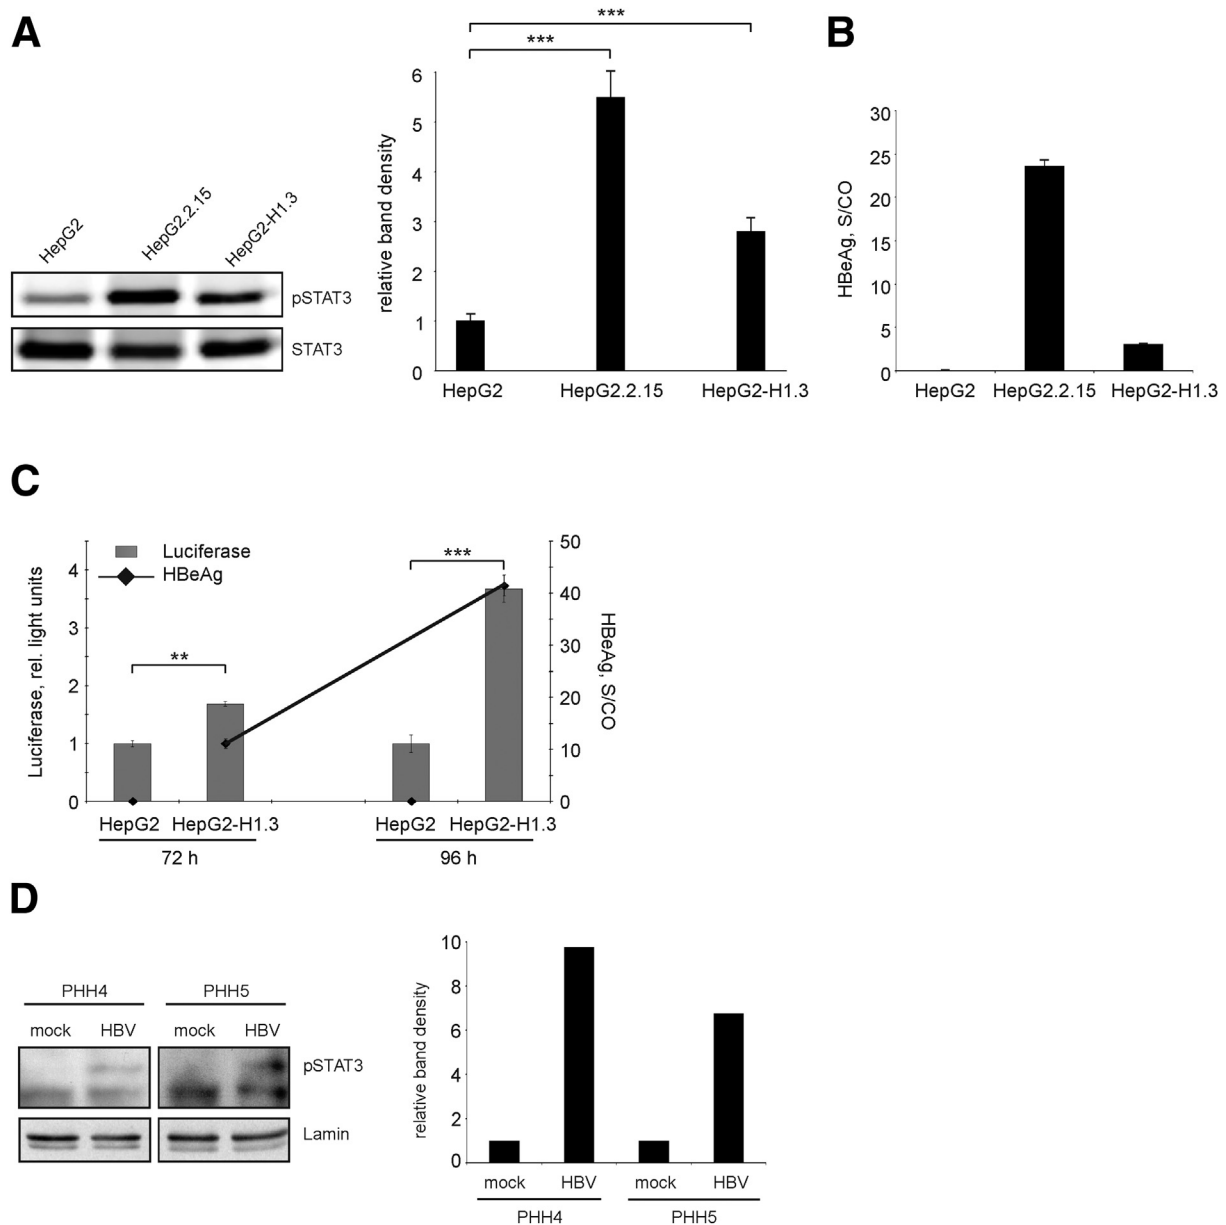 A
HepG2
HepG2.2.15
HepG2-H1.3
pSTAT3
STAT3
relative band density
6
5
4
3
2
1
0
***
***
HepG2 HepG2.2.15 HepG2-H1.3
B
HBeAg, S/CO
30
25
20
15
10
5
0
HepG2 HepG2.2.15 HepG2-H1.3
C
Luciferase
HBeAg
Luciferase, rel. light units
4
3
2
1
0
**
***
50
40
30
20
10
0
HBeAg, S/CO
HepG2 HepG2-H1.3 HepG2 HepG2-H1.3
72 h 96 h
D
PHH4 PHH5
mock HBV mock HBV
pSTAT3
Lamin
relative band density
10
8
6
4
2
0
mock HBV mock HBV
PHH4 PHH5